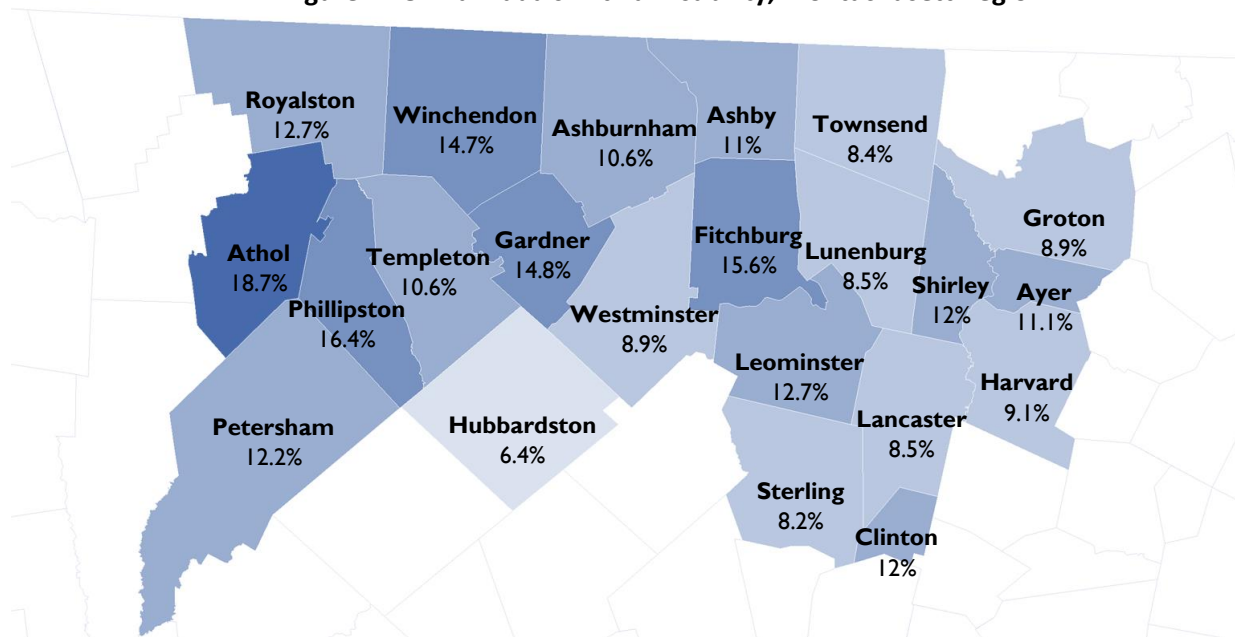 Royalston
12.7%
Winchendon
14.7%
Ashburnham
10.6%
Ashby
11%
Townsend
8.4%
Groton
8.9%
Athol
18.7%
Phillipston
16.4%
Templeton
10.6%
Gardner
14.8%
Westminster
8.9%
Fitchburg
15.6%
Lunenburg
8.5%
Shirley
12%
Ayer
11.1%
Harvard
9.1%
Leominster
12.7%
Lancaster
8.5%
Petersham
12.2%
Hubbardston
6.4%
Sterling
8.2%
Clinton
12%